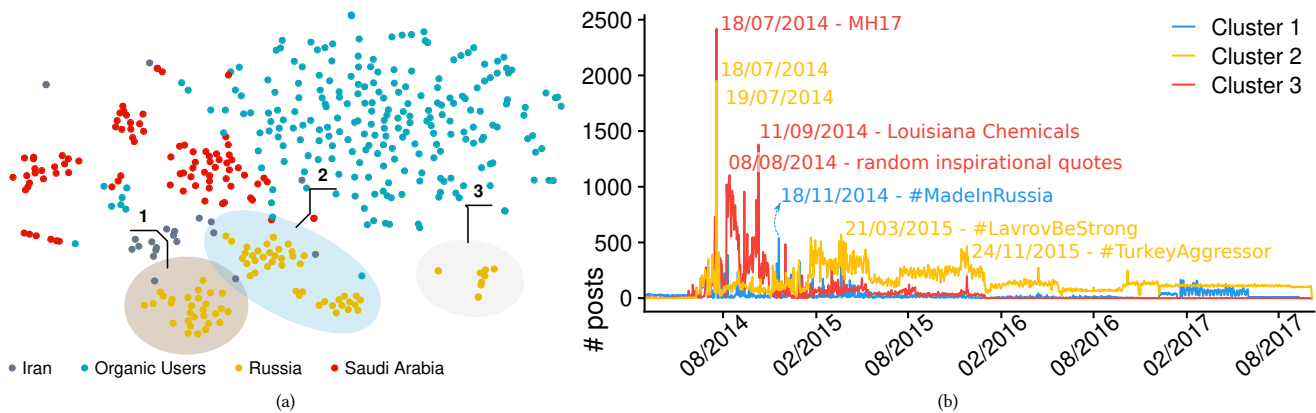 1
2
3
Iran
Organic Users
Russia
Saudi Arabia
(a)
# posts
2500
2000
1500
1000
500
0
18/07/2014 - MH17
18/07/2014
19/07/2014
11/09/2014 - Louisiana Chemicals
08/08/2014 - random inspirational quotes
18/11/2014 - #MadeInRussia
21/03/2015 - #LavrovBeStrong
24/11/2015 - #TurkeyAggressor
Cluster 1
Cluster 2
Cluster 3
08/2014
02/2015
08/2015
02/2016
08/2016
02/2017
08/2017
(b)